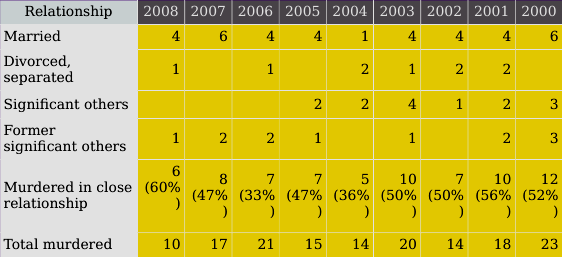 Relationship 2008 2007 2006 2005 2004 2003 2002 2001 2000
Married 4 6 4 4 1 4 4 4 6
Divorced,
separated 1 1 2 1 2 2
Significant others 2 2 4 1 2 3
Former
significant others 1 2 2 1 1 2 3
Murdered in close
relationship 6
(60%
) 8
(47%
) 7
(33%
) 7
(47%
) 5
(36%
) 10
(50%
) 7
(50%
) 10
(56%
) 12
(52%
)
Total murdered 10 17 21 15 14 20 14 18 23